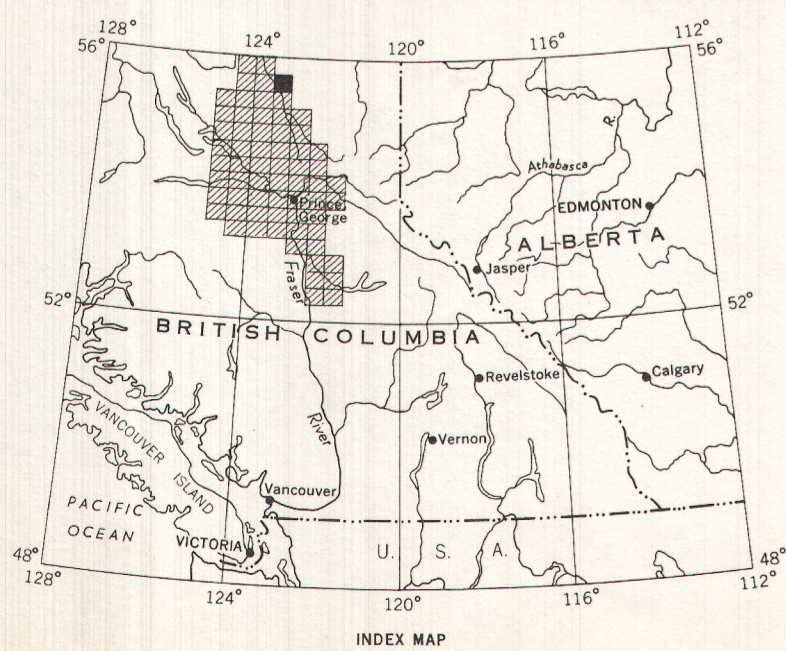 128°
56°
124°
120°
116°
112°
56°
R.
Athabasca
Prince
George
EDMONTON
ALBERTA
Jasper
Fraser
52°
52°
BRITISH COLUMBIA
Revelstoke
Calgary
VANCOUVER
ISLAND
River
Vernon
Vancouver
PACIFIC
OCEAN
VICTORIA
U. S. A.
48°
128°
124°
120°
116°
48°
112°
INDEX MAP